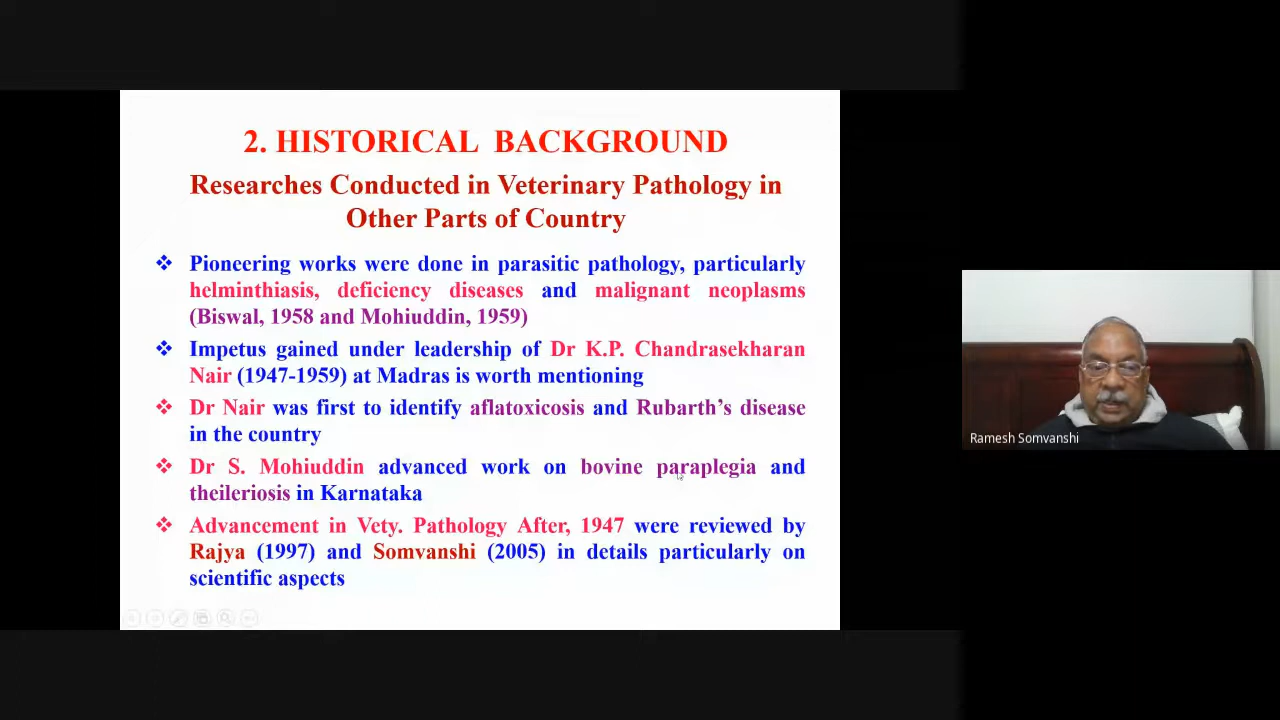 2. HISTORICAL BACKGROUND
Researches Conducted in Veterinary Pathology in
Other Parts of Country
❖ Pioneering works were done in parasitic pathology, particularly
helminthiasis, deficiency diseases and malignant neoplasms
(Biswal, 1958 and Mohiuddin, 1959)
❖ Impetus gained under leadership of Dr K.P. Chandrasekharan
Nair (1947-1959) at Madras is worth mentioning
❖ Dr Nair was first to identify aflatoxicosis and Rubarth’s disease
in the country
❖ Dr S. Mohiuddin advanced work on bovine paraplegia and
theileriosis in Karnataka
❖ Advancement in Vety. Pathology After, 1947 were reviewed by
Rajya (1997) and Somvanshi (2005) in details particularly on
scientific aspects
Ramesh Somvanshi